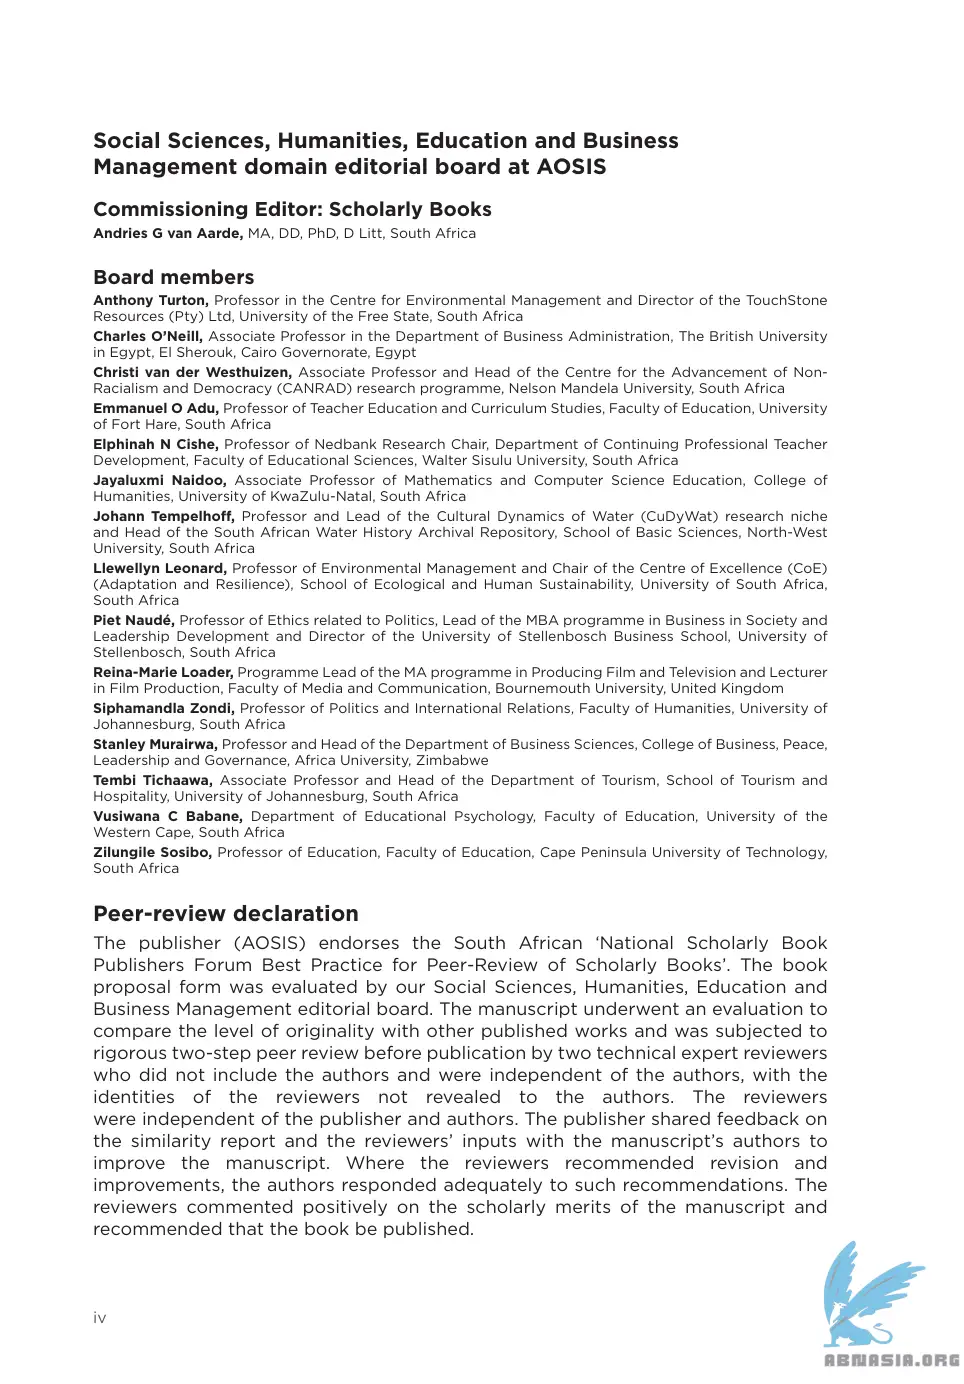 Social Sciences, Humanities, Education and Business
Management domain editorial board at AOSIS
Commissioning Editor: Scholarly Books
Andries G van Aarde, MA, DD, PhD, D Litt, South Africa
Board members
Anthony Turton, Professor in the Centre for Environmental Management and Director of the TouchStone
Resources (Pty) Ltd, University of the Free State, South Africa
Charles O’Neill, Associate Professor in the Department of Business Administration, The British University
in Egypt, El Sherouk, Cairo Governorate, Egypt
Christi van der Westhuizen, Associate Professor and Head of the Centre for the Advancement of Non-
Racialism and Democracy (CANRAD) research programme, Nelson Mandela University, South Africa
Emmanuel O Adu, Professor of Teacher Education and Curriculum Studies, Faculty of Education, University
of Fort Hare, South Africa
Elphinah N Cishe, Professor of Nedbank Research Chair, Department of Continuing Professional Teacher
Development, Faculty of Educational Sciences, Walter Sisulu University, South Africa
Jayaluxmi Naidoo, Associate Professor of Mathematics and Computer Science Education, College of
Humanities, University of KwaZulu-Natal, South Africa
Johann Tempelhoff, Professor and Lead of the Cultural Dynamics of Water (CuDyWat) research niche
and Head of the South African Water History Archival Repository, School of Basic Sciences, North-West
University, South Africa
Llewellyn Leonard, Professor of Environmental Management and Chair of the Centre of Excellence (CoE)
(Adaptation and Resilience), School of Ecological and Human Sustainability, University of South Africa,
South Africa
Piet Naudé, Professor of Ethics related to Politics, Lead of the MBA programme in Business in Society and
Leadership Development and Director of the University of Stellenbosch Business School, University of
Stellenbosch, South Africa
Reina-Marie Loader, Programme Lead of the MA programme in Producing Film and Television and Lecturer
in Film Production, Faculty of Media and Communication, Bournemouth University, United Kingdom
Siphamandla Zondi, Professor of Politics and International Relations, Faculty of Humanities, University of
Johannesburg, South Africa
Stanley Murairwa, Professor and Head of the Department of Business Sciences, College of Business, Peace,
Leadership and Governance, Africa University, Zimbabwe
Tembi Tichaawa, Associate Professor and Head of the Department of Tourism, School of Tourism and
Hospitality, University of Johannesburg, South Africa
Vusiwana C Babane, Department of Educational Psychology, Faculty of Education, University of the
Western Cape, South Africa
Zilungile Sosibo, Professor of Education, Faculty of Education, Cape Peninsula University of Technology,
South Africa
Peer-review declaration
The publisher (AOSIS) endorses the South African ‘National Scholarly Book
Publishers Forum Best Practice for Peer-Review of Scholarly Books’. The book
proposal form was evaluated by our Social Sciences, Humanities, Education and
Business Management editorial board. The manuscript underwent an evaluation to
compare the level of originality with other published works and was subjected to
rigorous two-step peer review before publication by two technical expert reviewers
who did not include the authors and were independent of the authors, with the
identities of the reviewers not revealed to the authors. The reviewers
were independent of the publisher and authors. The publisher shared feedback on
the similarity report and the reviewers’ inputs with the manuscript’s authors to
improve the manuscript. Where the reviewers recommended revision and
improvements, the authors responded adequately to such recommendations. The
reviewers commented positively on the scholarly merits of the manuscript and
recommended that the book be published.
iv
ABNASIA.ORG